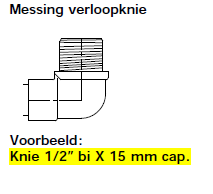 Messing verloopknie
Voorbeeld:
Knie 1/2” bi X 15 mm cap.